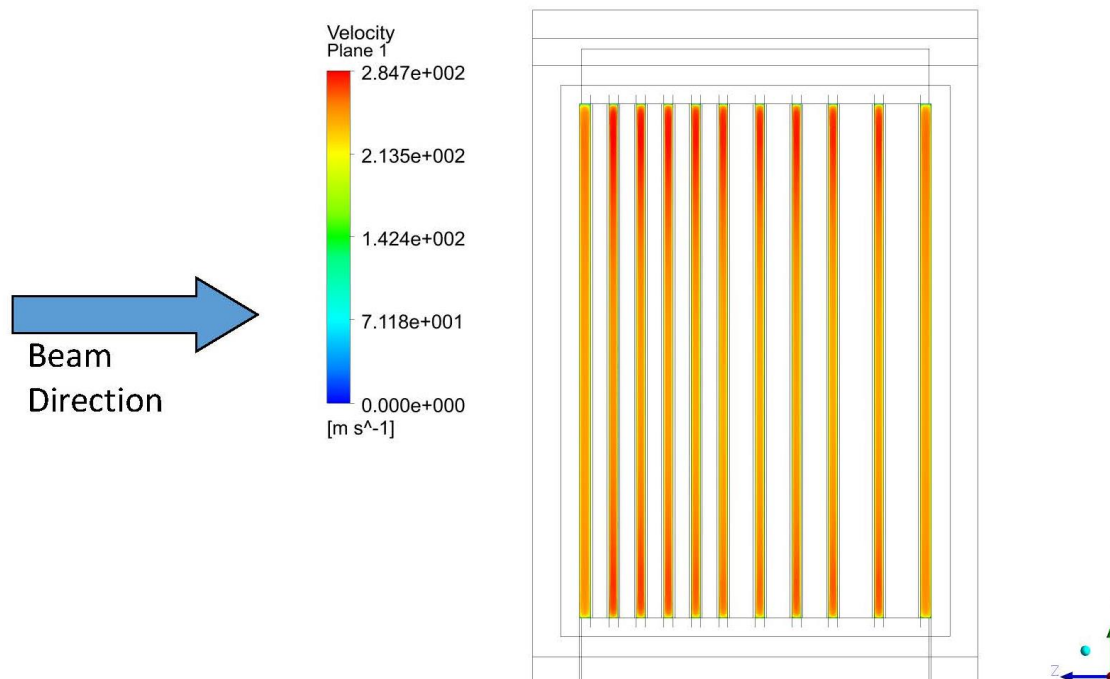 Velocity
Plane 1
2.847e+002
2.135e+002
1.424e+002
7.118e+001
0.000e+000
[m s^-1]
Beam
Direction
Z